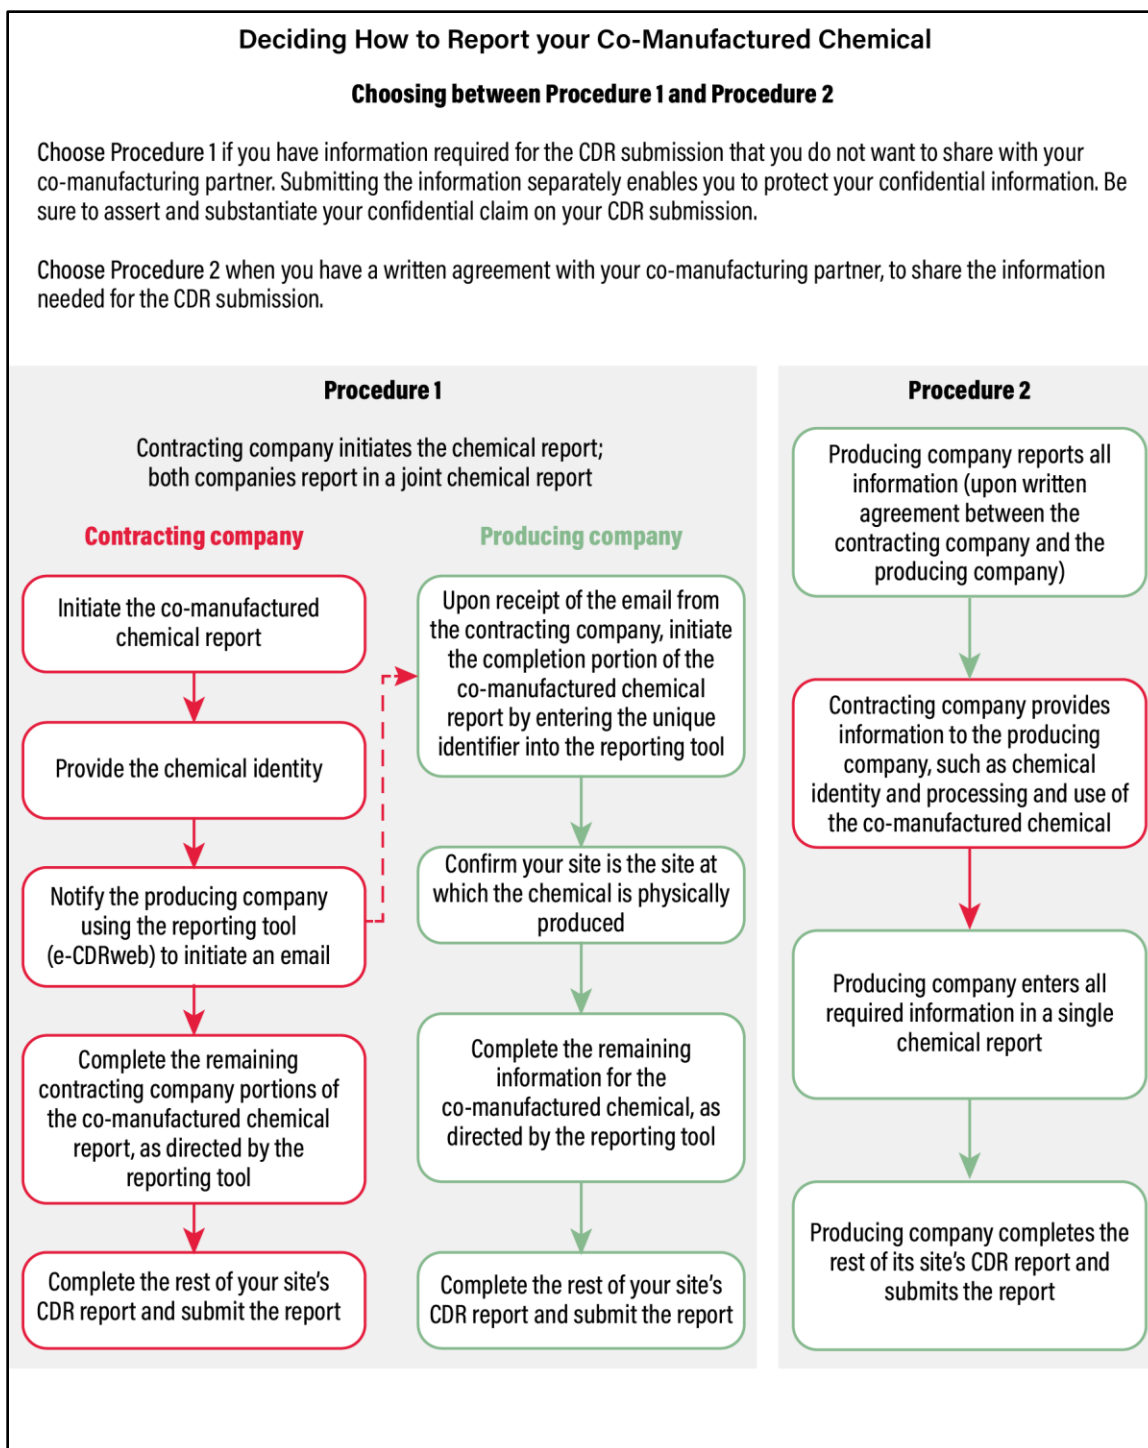 Deciding How to Report your Co-Manufactured Chemical
Choosing between Procedure 1 and Procedure 2
Choose Procedure 1 if you have information required for the CDR submission that you do not want to share with your
co-manufacturing partner. Submitting the information separately enables you to protect your confidential information. Be
sure to assert and substantiate your confidential claim on your CDR submission.
Choose Procedure 2 when you have a written agreement with your co-manufacturing partner, to share the information
needed for the CDR submission.
Procedure 1
Contracting company initiates the chemical report;
both companies report in a joint chemical report
Contracting company
Initiate the co-manufactured
chemical report
Provide the chemical identity
Notify the producing company
using the reporting tool
(e-CDRweb) to initiate an email
Complete the remaining
contracting company portions of
the co-manufactured chemical
report, as directed by the
reporting tool
Complete the rest of your site's
CDR report and submit the report
Producing company
Upon receipt of the email from
the contracting company, initiate
the completion portion of the
co-manufactured chemical
report by entering the unique
identifier into the reporting tool
Confirm your site is the site at
which the chemical is physically
produced
Complete the remaining
information for the
co-manufactured chemical, as
directed by the reporting tool
Complete the rest of your site's
CDR report and submit the report
Procedure 2
Producing company reports all
information (upon written
agreement between the
contracting company and the
producing company)
Contracting company provides
information to the producing
company, such as chemical
identity and processing and use of
the co-manufactured chemical
Producing company enters all
required information in a single
chemical report
Producing company completes the
rest of its site's CDR report and
submits the report